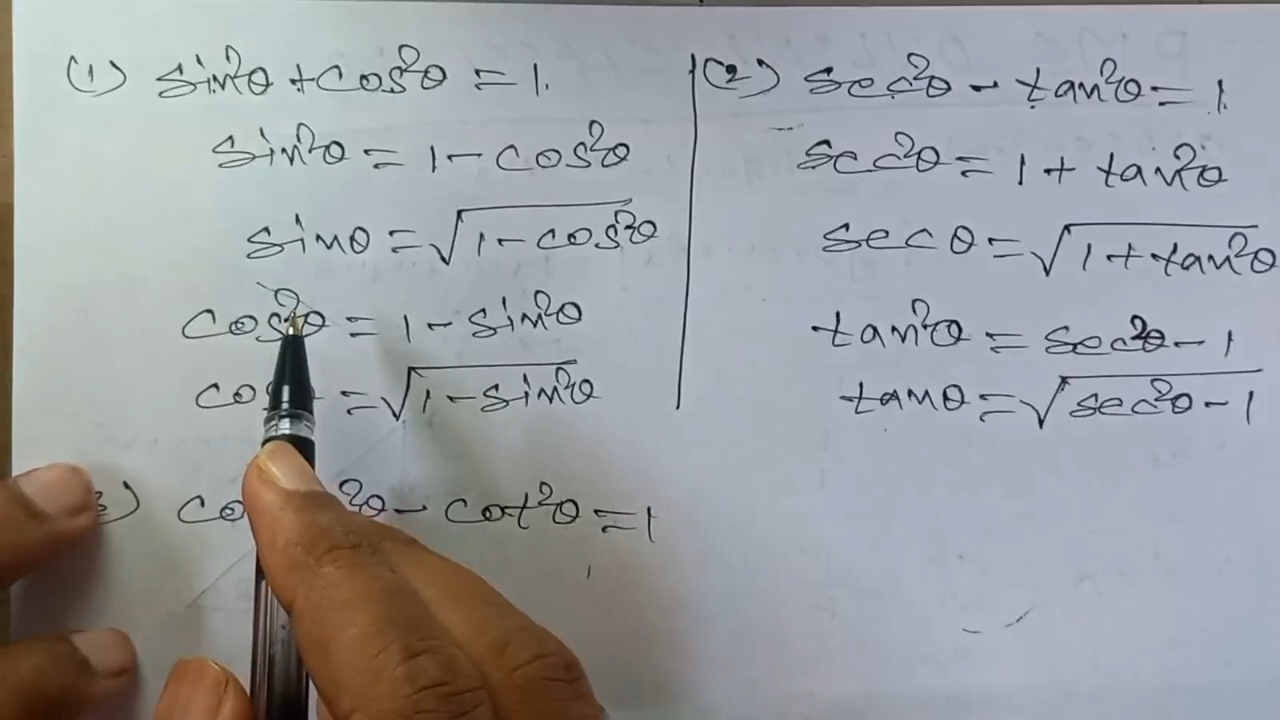 (1) sin²θ + cos²θ = 1.
sin²θ = 1 - cos²θ
sinθ = √1 - cos²θ
cos²θ = 1 - sin²θ
= √1 - sin²θ
²θ - cot²θ = 1
(2) sec²θ - tan²θ = 1.
sec²θ = 1 + tan²θ
secθ = √1 + tan²θ
tan²θ = sec²θ - 1
tanθ = √sec²θ - 1